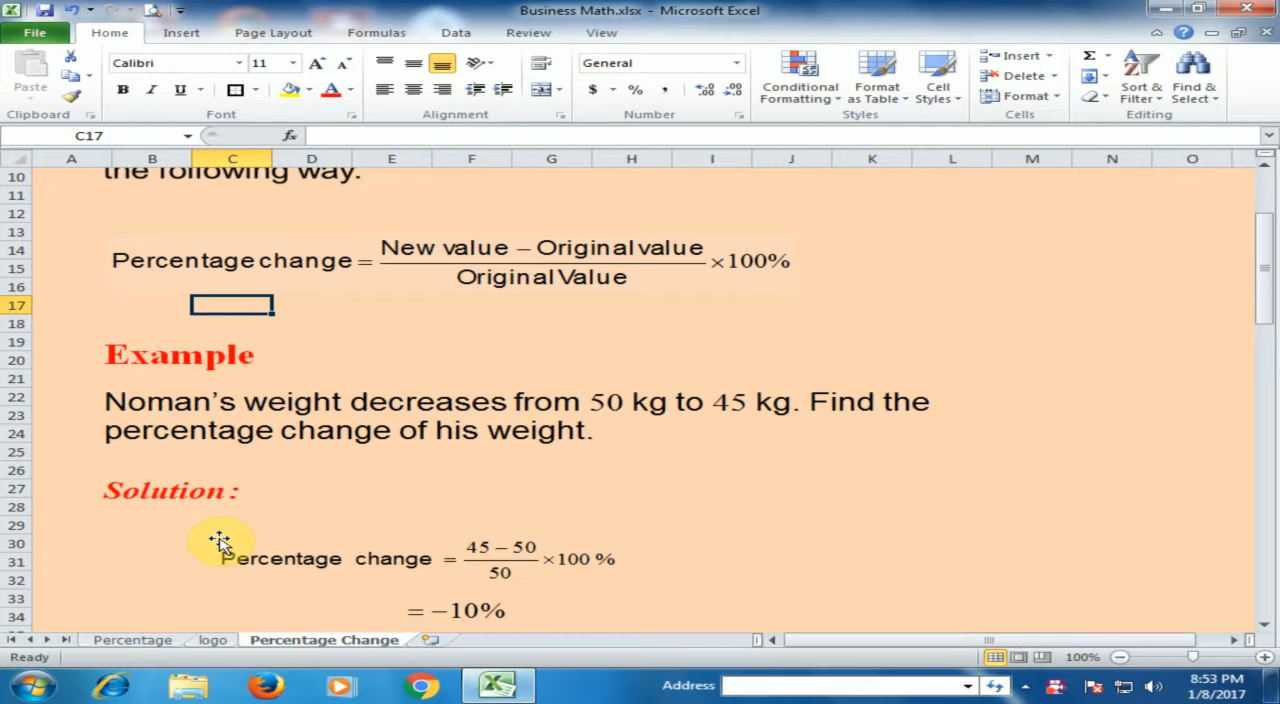 Business Math.xlsx - Microsoft Excel
File Home Insert Page Layout Formulas Data Review View
Calibri 11 General
Paste
B I U A $ % ,
Conditional Formatting
Format as Table
Cell Styles
Insert
Delete
Format
Sort & Filter
Find & Select
Clipboard Font Alignment Number Styles Cells Editing
C17 fx
A B C D E F G H I J K L M N O
10
11
12
13
14
15
16
17
18
19
20
21
22
23
24
25
26
27
28
29
30
31
32
33
34
the following way.
Percentage change = New value − Original value / Original Value ×100%
Example
Noman's weight decreases from 50 kg to 45 kg. Find the
percentage change of his weight.
Solution :
Percentage change = 45 − 50 / 50 ×100 %
= −10%
Percentage logo Percentage Change
Ready 100%
Address
8:53 PM
1/8/2017